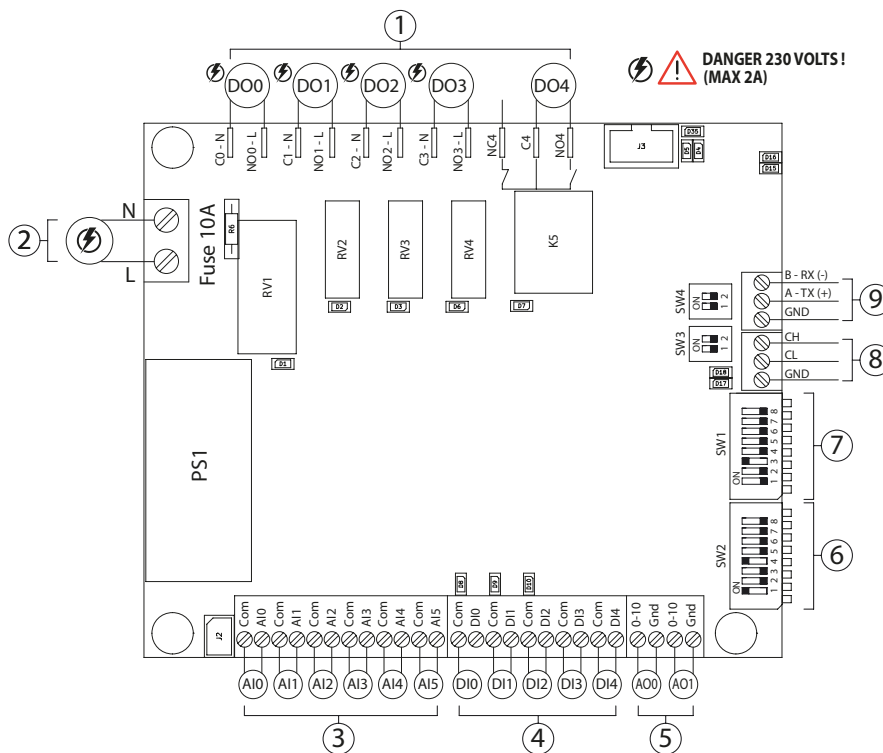 1
DO0 DO1 DO2 DO3 DO4
DANGER 230 VOLTS !
(MAX 2A)
C0 - N
NO0 - L
C1 - N
NO1 - L
C2 - N
NO2 - L
C3 - N
NO3 - L
NC4
C4
NO4
J3
D35
D5
D4
D16
D15
2
N
L
Fuse 10A
R6
RV1
RV2
RV3
RV4
K5
D2
D3
D6
D7
D1
SW4
ON
1 2
B - RX (-)
A - TX (+)
GND
9
SW3
ON
1 2
CH
CL
GND
8
D18
D17
PS1
SW1
ON
1 2 3 4 5 6 7 8
7
SW2
ON
1 2 3 4 5 6 7 8
6
J2
D8
D9
D10
Com AI0 Com AI1 Com AI2 Com AI3 Com AI4 Com AI5
Com DI0 Com DI1 Com DI2 Com DI3 Com DI4
0-10 Gnd 0-10 Gnd
AI0 AI1 AI2 AI3 AI4 AI5
DI0 DI1 DI2 DI3 DI4
AO0 AO1
3
4
5